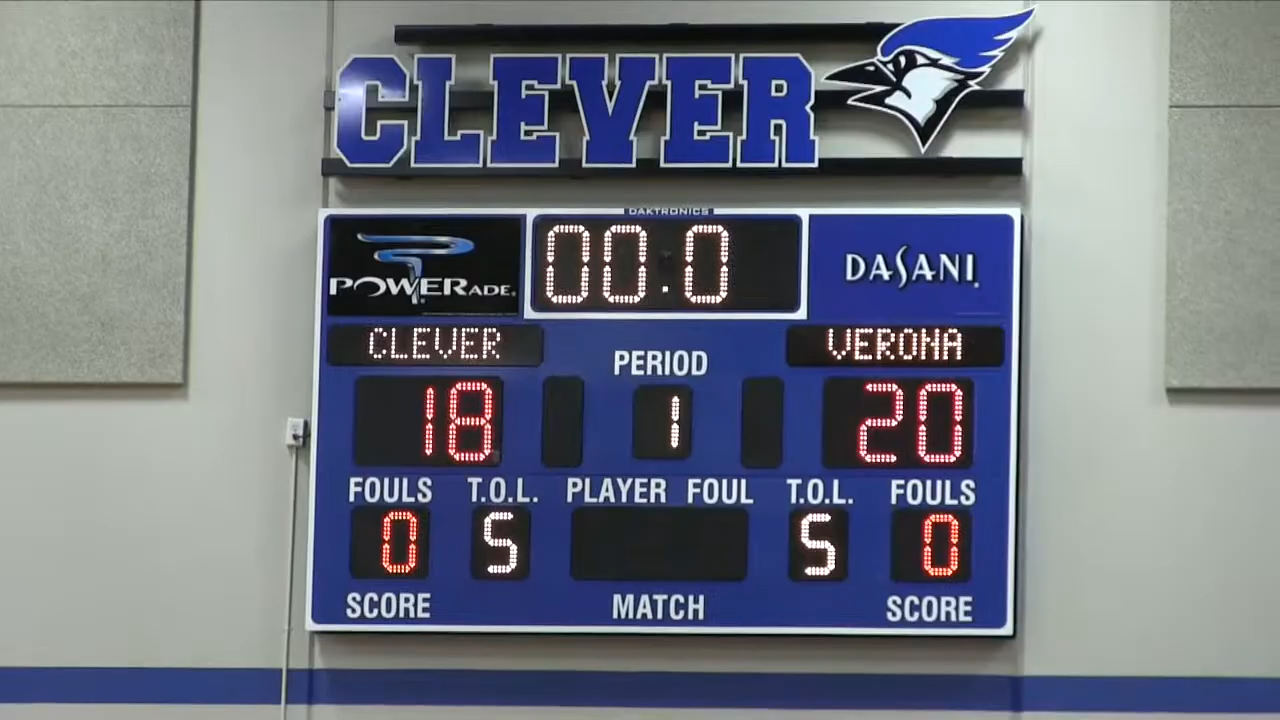 CLEVER
DAKTRONICS
POWERADE
00.0
DASANI
CLEVER
VERONA
PERIOD
18 1 20
FOULS T.O.L. PLAYER FOUL T.O.L. FOULS
0 5 5 0
SCORE MATCH SCORE